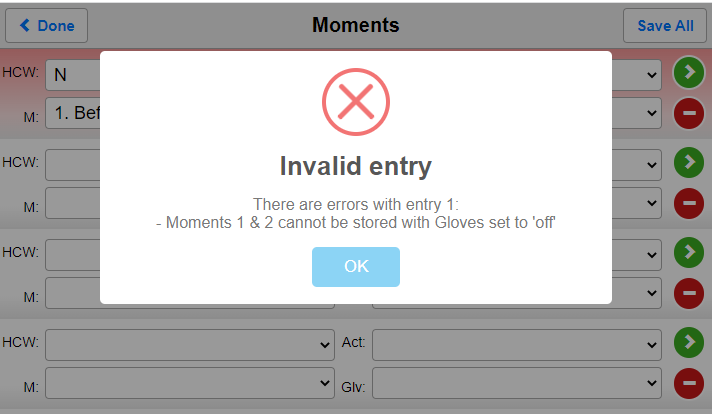 Done
Moments
Save All
HCW:
N
M:
1. Bef
Invalid entry
There are errors with entry 1:
- Moments 1 & 2 cannot be stored with Gloves set to 'off'
OK
HCW:
M:
HCW:
M:
HCW:
Act:
M:
Glv: